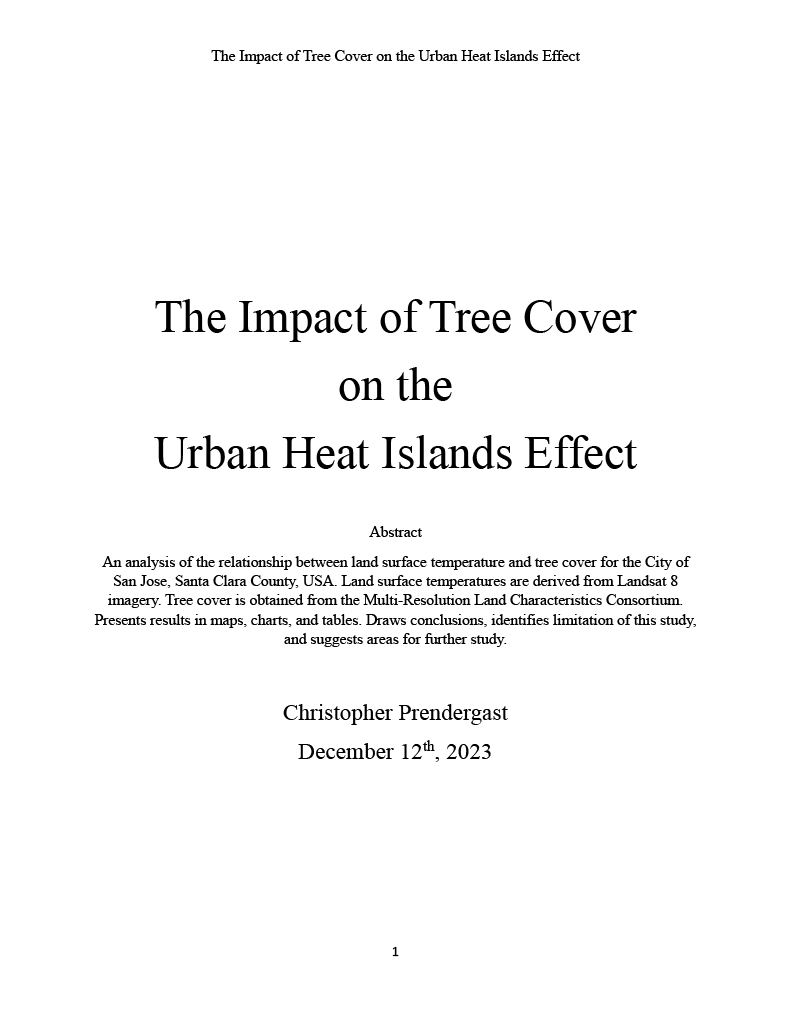 The Impact of Tree Cover on the Urban Heat Islands Effect
The Impact of Tree Cover
on the
Urban Heat Islands Effect
Abstract
An analysis of the relationship between land surface temperature and tree cover for the City of
San Jose, Santa Clara County, USA. Land surface temperatures are derived from Landsat 8
imagery. Tree cover is obtained from the Multi-Resolution Land Characteristics Consortium.
Presents results in maps, charts, and tables. Draws conclusions, identifies limitation of this study,
and suggests areas for further study.
Christopher Prendergast
December 12th, 2023
1